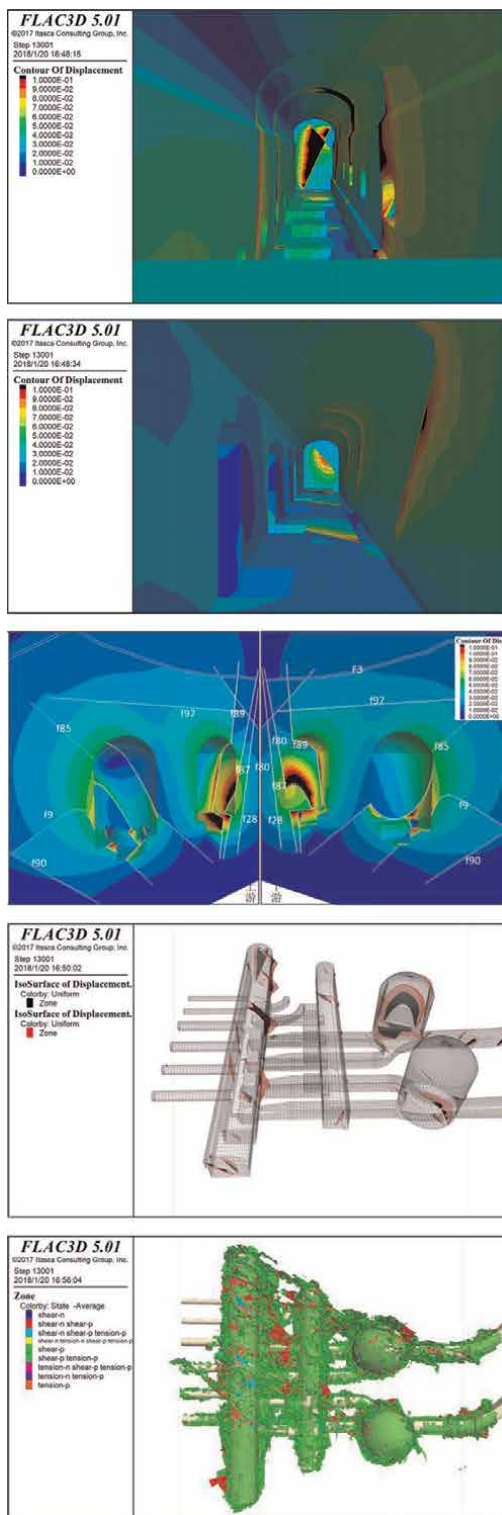 FLAC3D 5.01
©2017 Itasca Consulting Group, Inc.
Step 13001
2018/1/20 16:48:15
Contour Of Displacement
1.0000E-01
9.0000E-02
8.0000E-02
7.0000E-02
6.0000E-02
5.0000E-02
4.0000E-02
3.0000E-02
2.0000E-02
1.0000E-02
0.0000E+00
FLAC3D 5.01
©2017 Itasca Consulting Group, Inc.
Step 13001
2018/1/20 16:48:34
Contour Of Displacement
1.0000E-01
9.0000E-02
8.0000E-02
7.0000E-02
6.0000E-02
5.0000E-02
4.0000E-02
3.0000E-02
2.0000E-02
1.0000E-02
0.0000E+00
Contour Of Dis
F3
f97
f97
f89
f85
f80
f89
f85
f87
f80
f87
f9
f28
f28
f9
f90
f90
FLAC3D 5.01
©2017 Itasca Consulting Group, Inc.
Step 13001
2018/1/20 16:50:02
IsoSurface of Displacement.
Colorby: Uniform
Zone
IsoSurface of Displacement.
Colorby: Uniform
Zone
FLAC3D 5.01
©2017 Itasca Consulting Group, Inc.
Step 13001
2018/1/20 16:56:04
Zone
Colorby: State -Average
shear-n
shear-n shear-p
shear-n shear-p tension-p
shear-n tension-n shear-p tension-p
shear-p
shear-p tension-p
tension-n shear-p tension-p
tension-n tension-p
tension-p